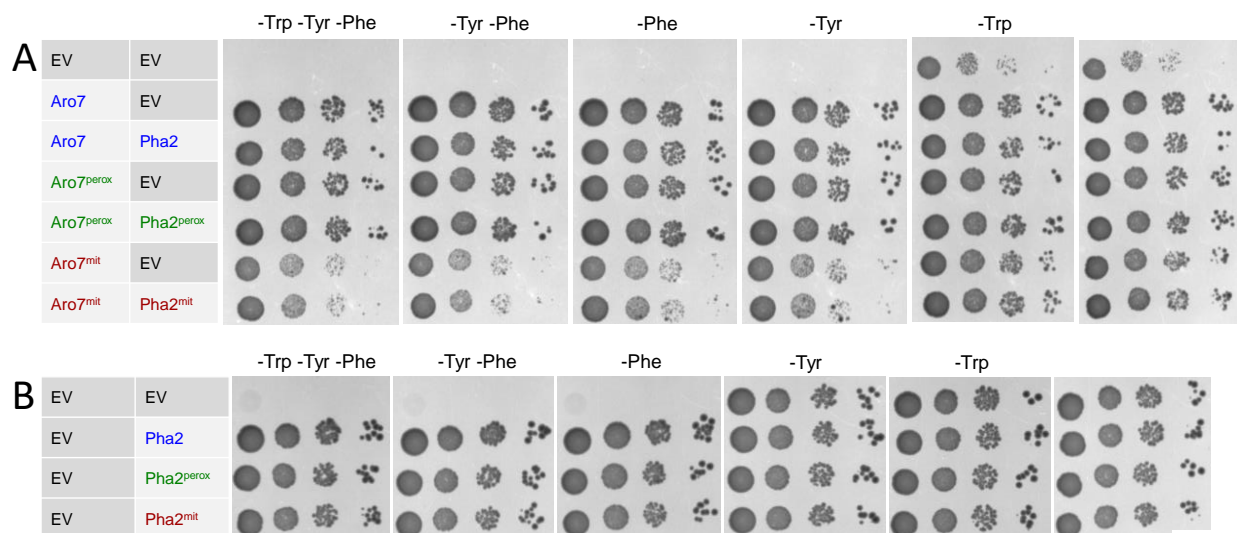 -Trp -Tyr -Phe -Tyr -Phe -Phe -Tyr -Trp
A
EV EV
Aro7 EV
Aro7 Pha2
Aro7perox EV
Aro7perox Pha2perox
Aro7mit EV
Aro7mit Pha2mit
-Trp -Tyr -Phe -Tyr -Phe -Phe -Tyr -Trp
B
EV EV
EV Pha2
EV Pha2perox
EV Pha2mit